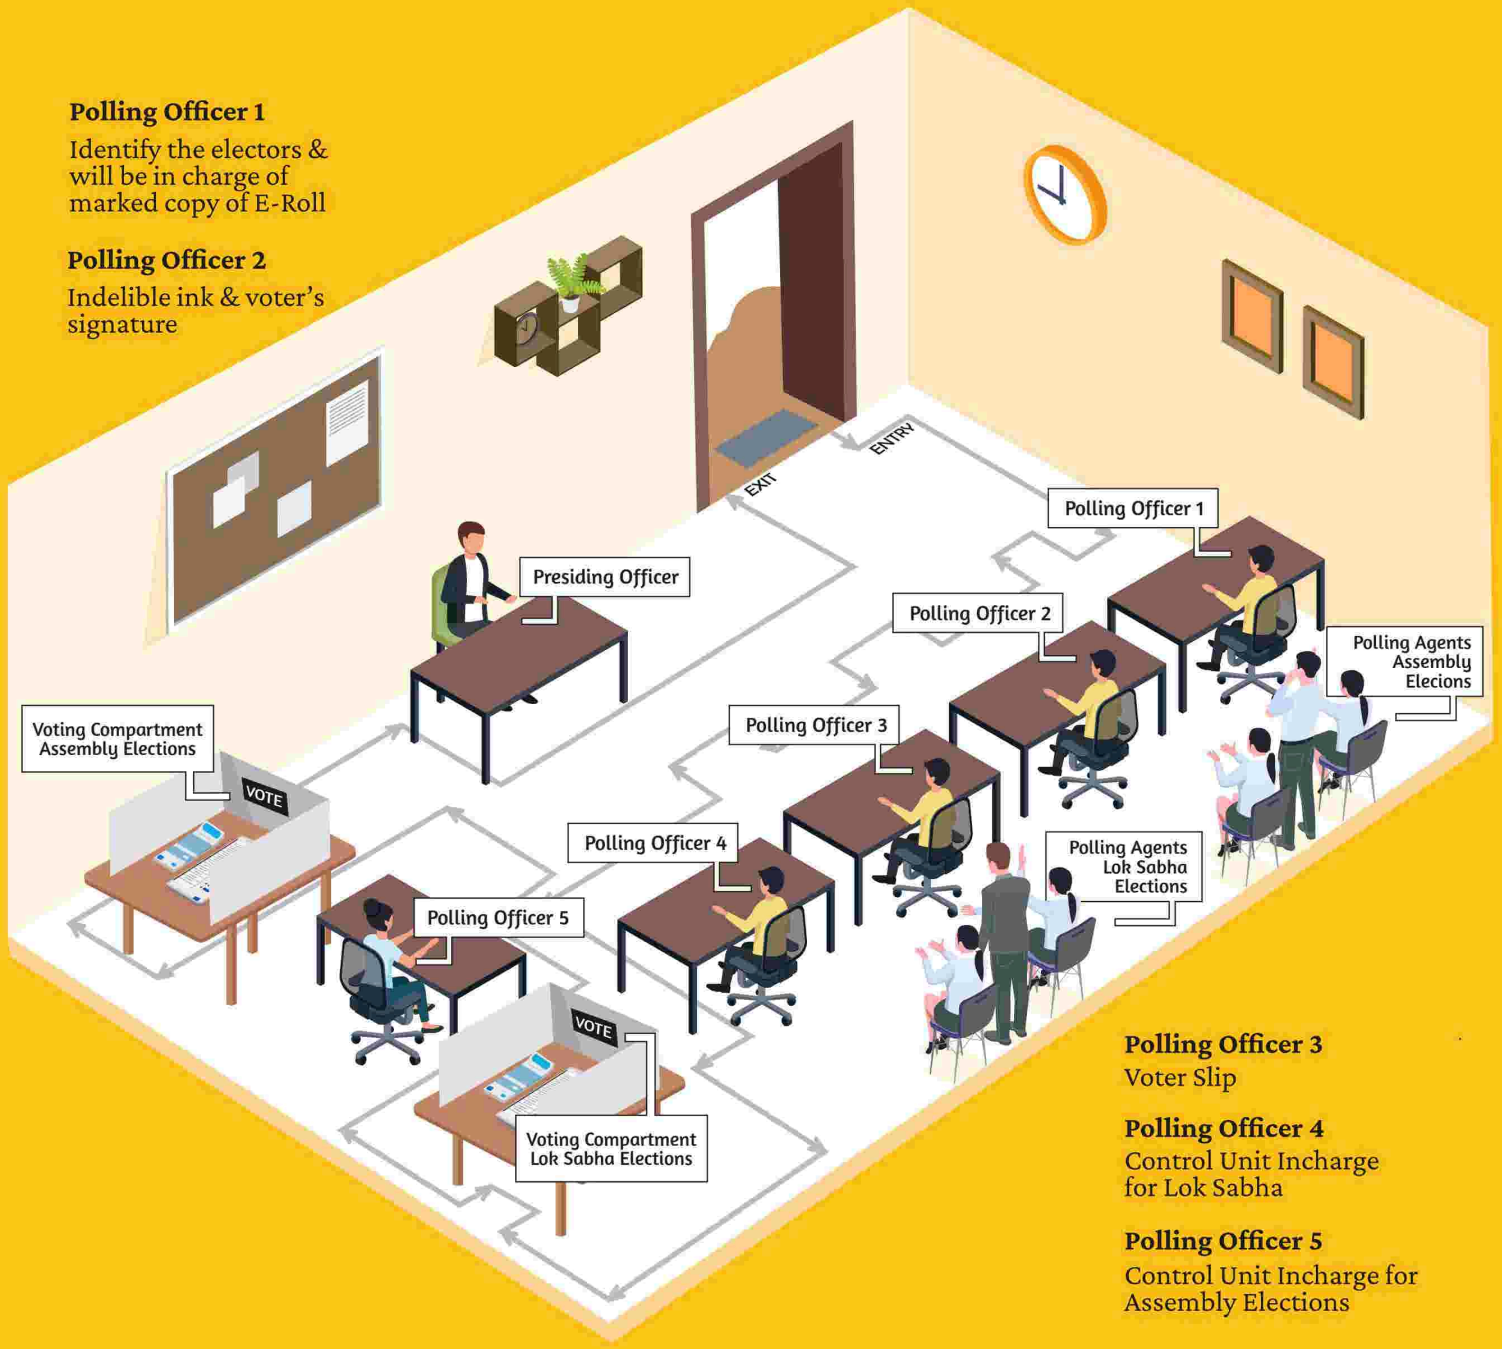 Polling Officer 1
Identify the electors &
will be in charge of
marked copy of E-Roll
Polling Officer 2
Indelible ink & voter's
signature
ENTRY
EXIT
Polling Officer 1
Presiding Officer
Polling Officer 2
Polling Agents
Assembly
Elecions
Voting Compartment
Assembly Elections
Polling Officer 3
VOTE
Polling Officer 4
Polling Agents
Lok Sabha
Elections
Polling Officer 5
VOTE
Voting Compartment
Lok Sabha Elections
Polling Officer 3
Voter Slip
Polling Officer 4
Control Unit Incharge
for Lok Sabha
Polling Officer 5
Control Unit Incharge for
Assembly Elections